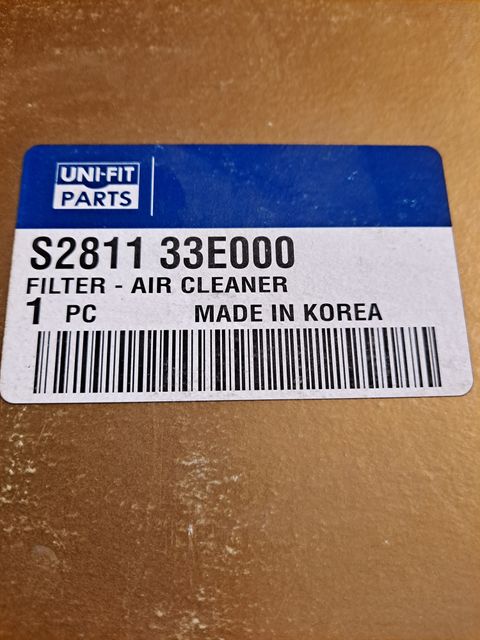 UNI-FIT
PARTS
S2811 33E000
FILTER - AIR CLEANER
1 PC MADE IN KOREA